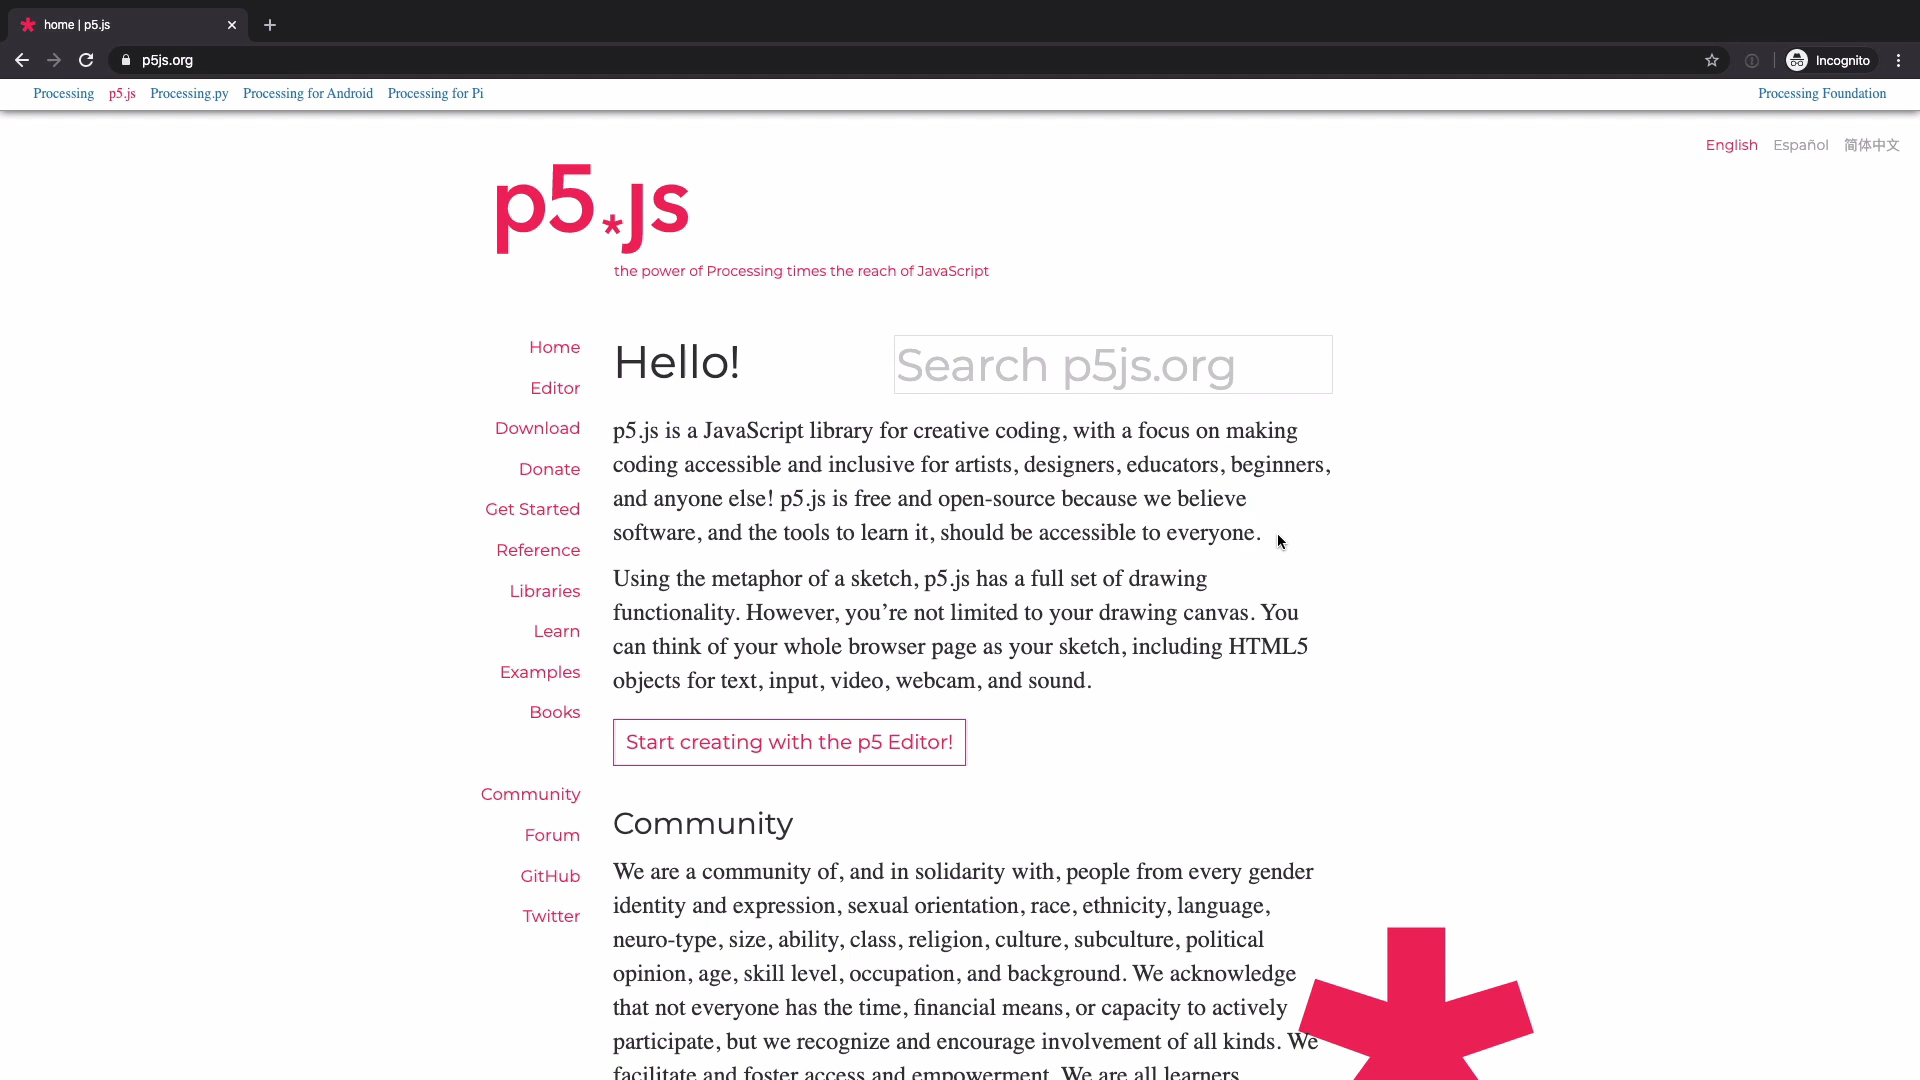 home | p5.js
p5js.org
Incognito
Processing p5.js Processing.py Processing for Android Processing for Pi Processing Foundation
English Español 简体中文
p5*js
the power of Processing times the reach of JavaScript
Home
Editor
Download
Donate
Get Started
Reference
Libraries
Learn
Examples
Books
Community
Forum
GitHub
Twitter
Hello!
Search p5js.org
p5.js is a JavaScript library for creative coding, with a focus on making
coding accessible and inclusive for artists, designers, educators, beginners,
and anyone else! p5.js is free and open-source because we believe
software, and the tools to learn it, should be accessible to everyone.
Using the metaphor of a sketch, p5.js has a full set of drawing
functionality. However, you’re not limited to your drawing canvas. You
can think of your whole browser page as your sketch, including HTML5
objects for text, input, video, webcam, and sound.
Start creating with the p5 Editor!
Community
We are a community of, and in solidarity with, people from every gender
identity and expression, sexual orientation, race, ethnicity, language,
neuro-type, size, ability, class, religion, culture, subculture, political
opinion, age, skill level, occupation, and background. We acknowledge
that not everyone has the time, financial means, or capacity to actively
participate, but we recognize and encourage involvement of all kinds. We
facilitate and foster access and empowerment. We are all learners.